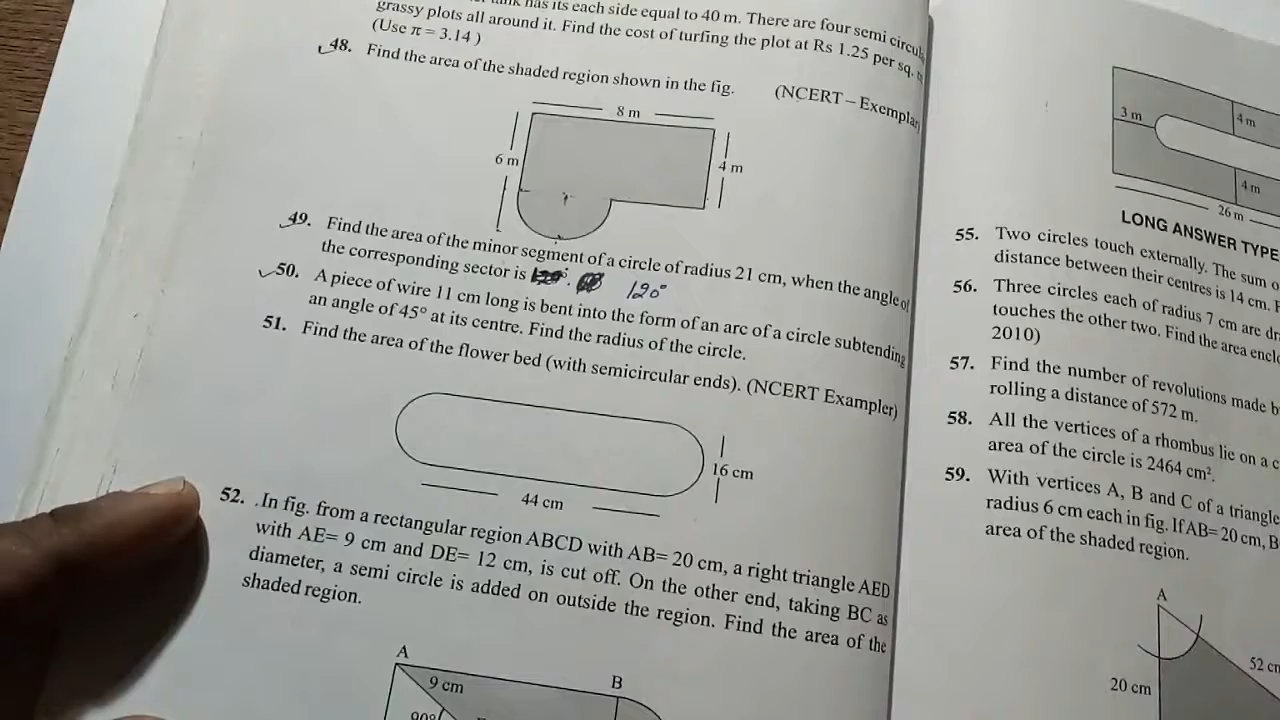 has its each side equal to 40 m. There are four semi
grassy plots all around it. Find the cost of turfing the plot at Rs 1.25 per sq.
(Use π = 3.14 )
48. Find the area of the shaded region shown in the fig. (NCERT – Exemplar
8 m
6 m
4 m
49. Find the area of the minor segment of a circle of radius 21 cm, when the angle of
the corresponding sector is 120°
50. A piece of wire 11 cm long is bent into the form of an arc of a circle subtending
an angle of 45° at its centre. Find the radius of the circle.
51. Find the area of the flower bed (with semicircular ends). (NCERT Exampler)
16 cm
44 cm
52. .In fig. from a rectangular region ABCD with AB= 20 cm, a right triangle AED
with AE= 9 cm and DE= 12 cm, is cut off. On the other end, taking BC as
diameter, a semi circle is added on outside the region. Find the area of the
shaded region.
A
B
9 cm
90°
3 m
4 m
4 m
26 m
LONG ANSWER TYPE
55. Two circles touch externally. The sum
distance between their centres is 14 cm.
56. Three circles each of radius 7 cm are
touches the other two. Find the area
2010)
57. Find the number of revolutions made
rolling a distance of 572 m.
58. All the vertices of a rhombus lie on a
area of the circle is 2464 cm².
59. With vertices A, B and C of a triangle
radius 6 cm each in fig. If AB= 20 cm, B
area of the shaded region.
A
52
20 cm